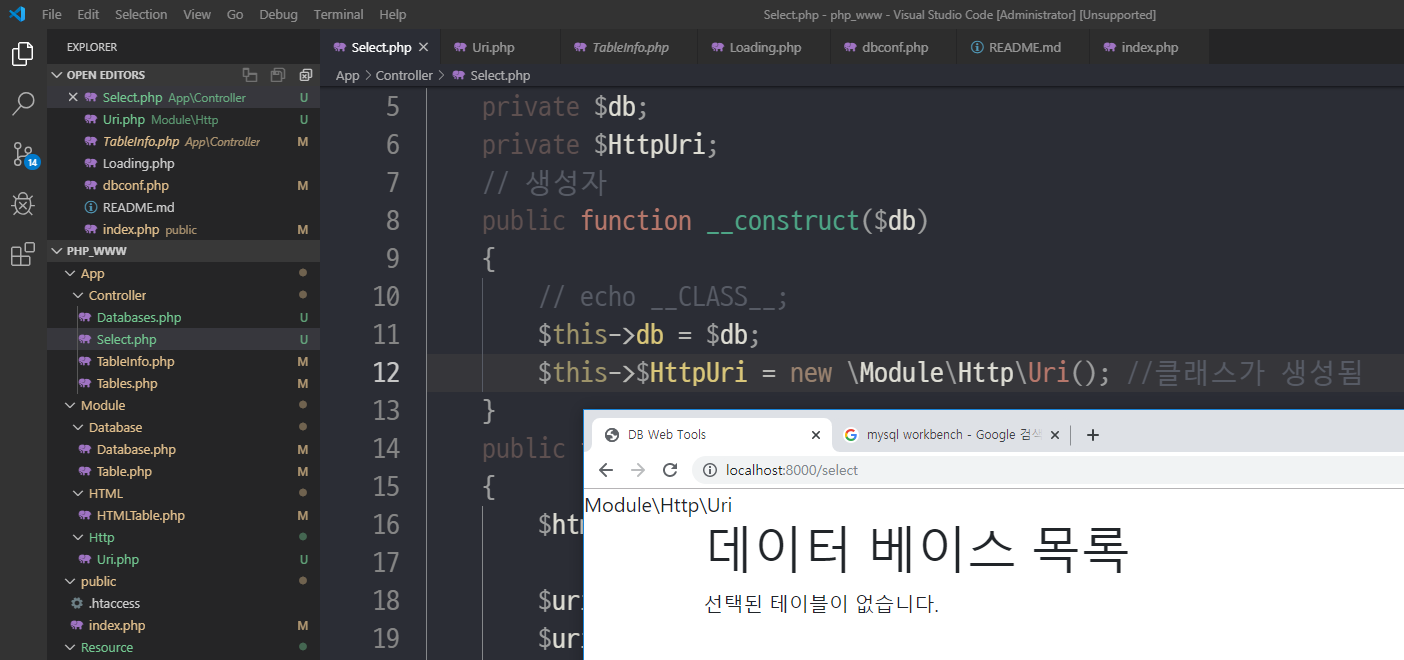 File Edit Selection View Go Debug Terminal Help
Select.php - php_www - Visual Studio Code [Administrator] [Unsupported]
EXPLORER
OPEN EDITORS
Select.php App\Controller U
Uri.php Module\Http U
TableInfo.php App\Controller M
Loading.php
dbconf.php M
README.md
index.php public M
PHP_WWW
App
Controller
Databases.php U
Select.php U
TableInfo.php M
Tables.php M
Module
Database
Database.php M
Table.php M
HTML
HTMLTable.php M
Http
Uri.php U
public
.htaccess
index.php M
Resource
14
Select.php Uri.php TableInfo.php Loading.php dbconf.php README.md index.php
App > Controller > Select.php
5 private $db;
6 private $HttpUri;
7 // 생성자
8 public function __construct($db)
9 {
10 // echo __CLASS__;
11 $this->db = $db;
12 $this->$HttpUri = new \Module\Http\Uri(); //클래스가 생성됨
13 }
14 public
15 {
16
17
18
19
DB Web Tools
mysql workbench - Google 검색
localhost:8000/select
Module\Http\Uri
데이터 베이스 목록
선택된 테이블이 없습니다.